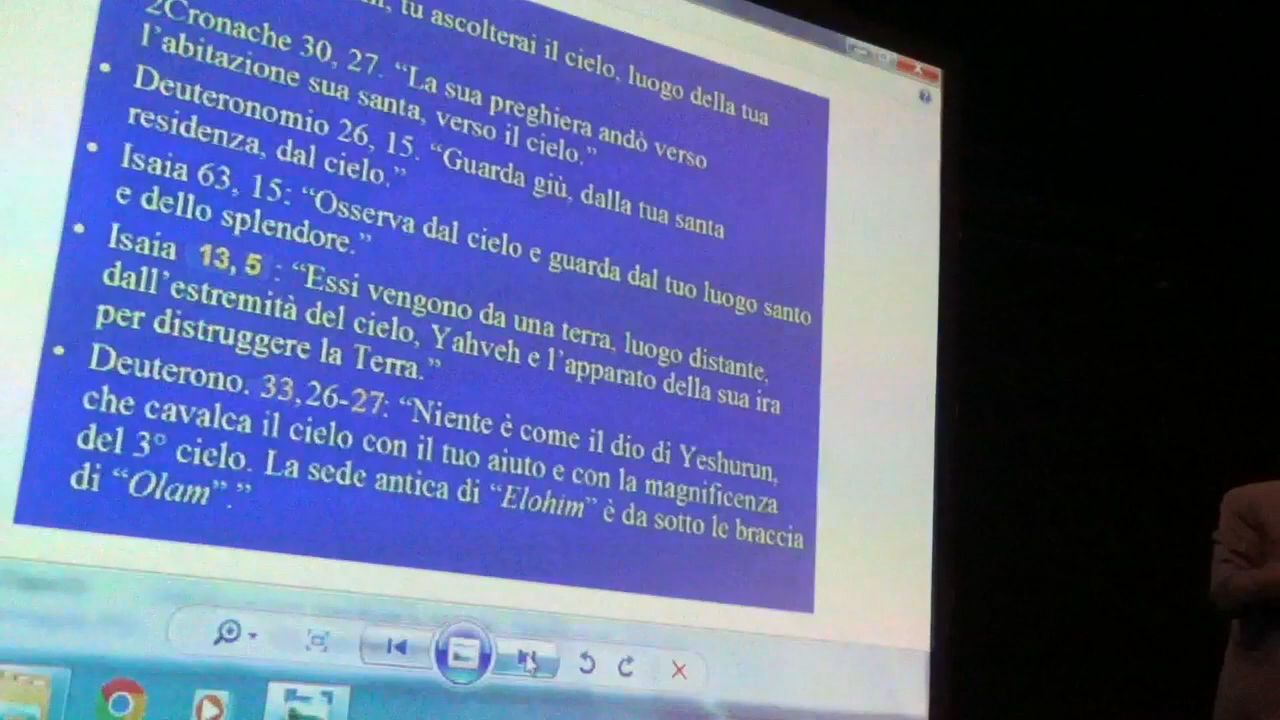 tu ascolterai il cielo, luogo della tua
2Cronache 30, 27. “La sua preghiera andò verso
l’abitazione sua santa, verso il cielo.”
• Deuteronomio 26, 15. “Guarda giù, dalla tua santa
residenza, dal cielo.”
• Isaia 63, 15: “Osserva dal cielo e guarda dal tuo luogo santo
e dello splendore.”
• Isaia 13, 5 : “Essi vengono da una terra, luogo distante,
dall’estremità del cielo, Yahveh e l’apparato della sua ira
per distruggere la Terra.”
• Deuterono. 33,26-27: “Niente è come il dio di Yeshurun,
che cavalca il cielo con il tuo aiuto e con la magnificenza
del 3° cielo. La sede antica di “Elohim” è da sotto le braccia
di “Olam”.”